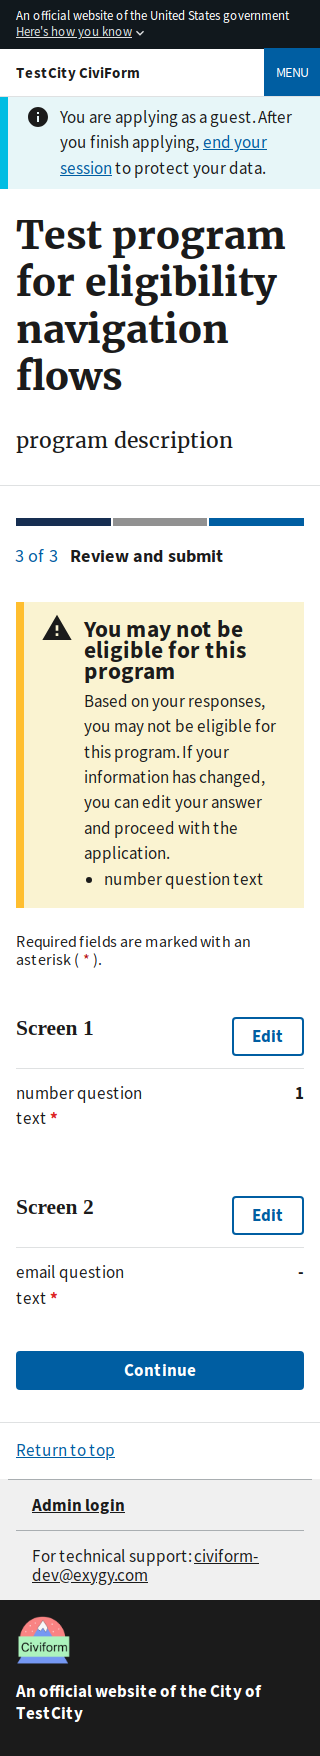 An official website of the United States government
Here's how you know
TestCity CiviForm
MENU
You are applying as a guest. After
you finish applying, end your
session to protect your data.
Test program
for eligibility
navigation
flows
program description
3 of 3 Review and submit
You may not be
eligible for this
program
Based on your responses,
you may not be eligible for
this program. If your
information has changed,
you can edit your answer
and proceed with the
application.
• number question text
Required fields are marked with an
asterisk ( * ).
Screen 1
Edit
number question
text *
1
Screen 2
Edit
email question
text *
-
Continue
Return to top
Admin login
For technical support: civiform-
dev@exygy.com
Civiform
An official website of the City of
TestCity